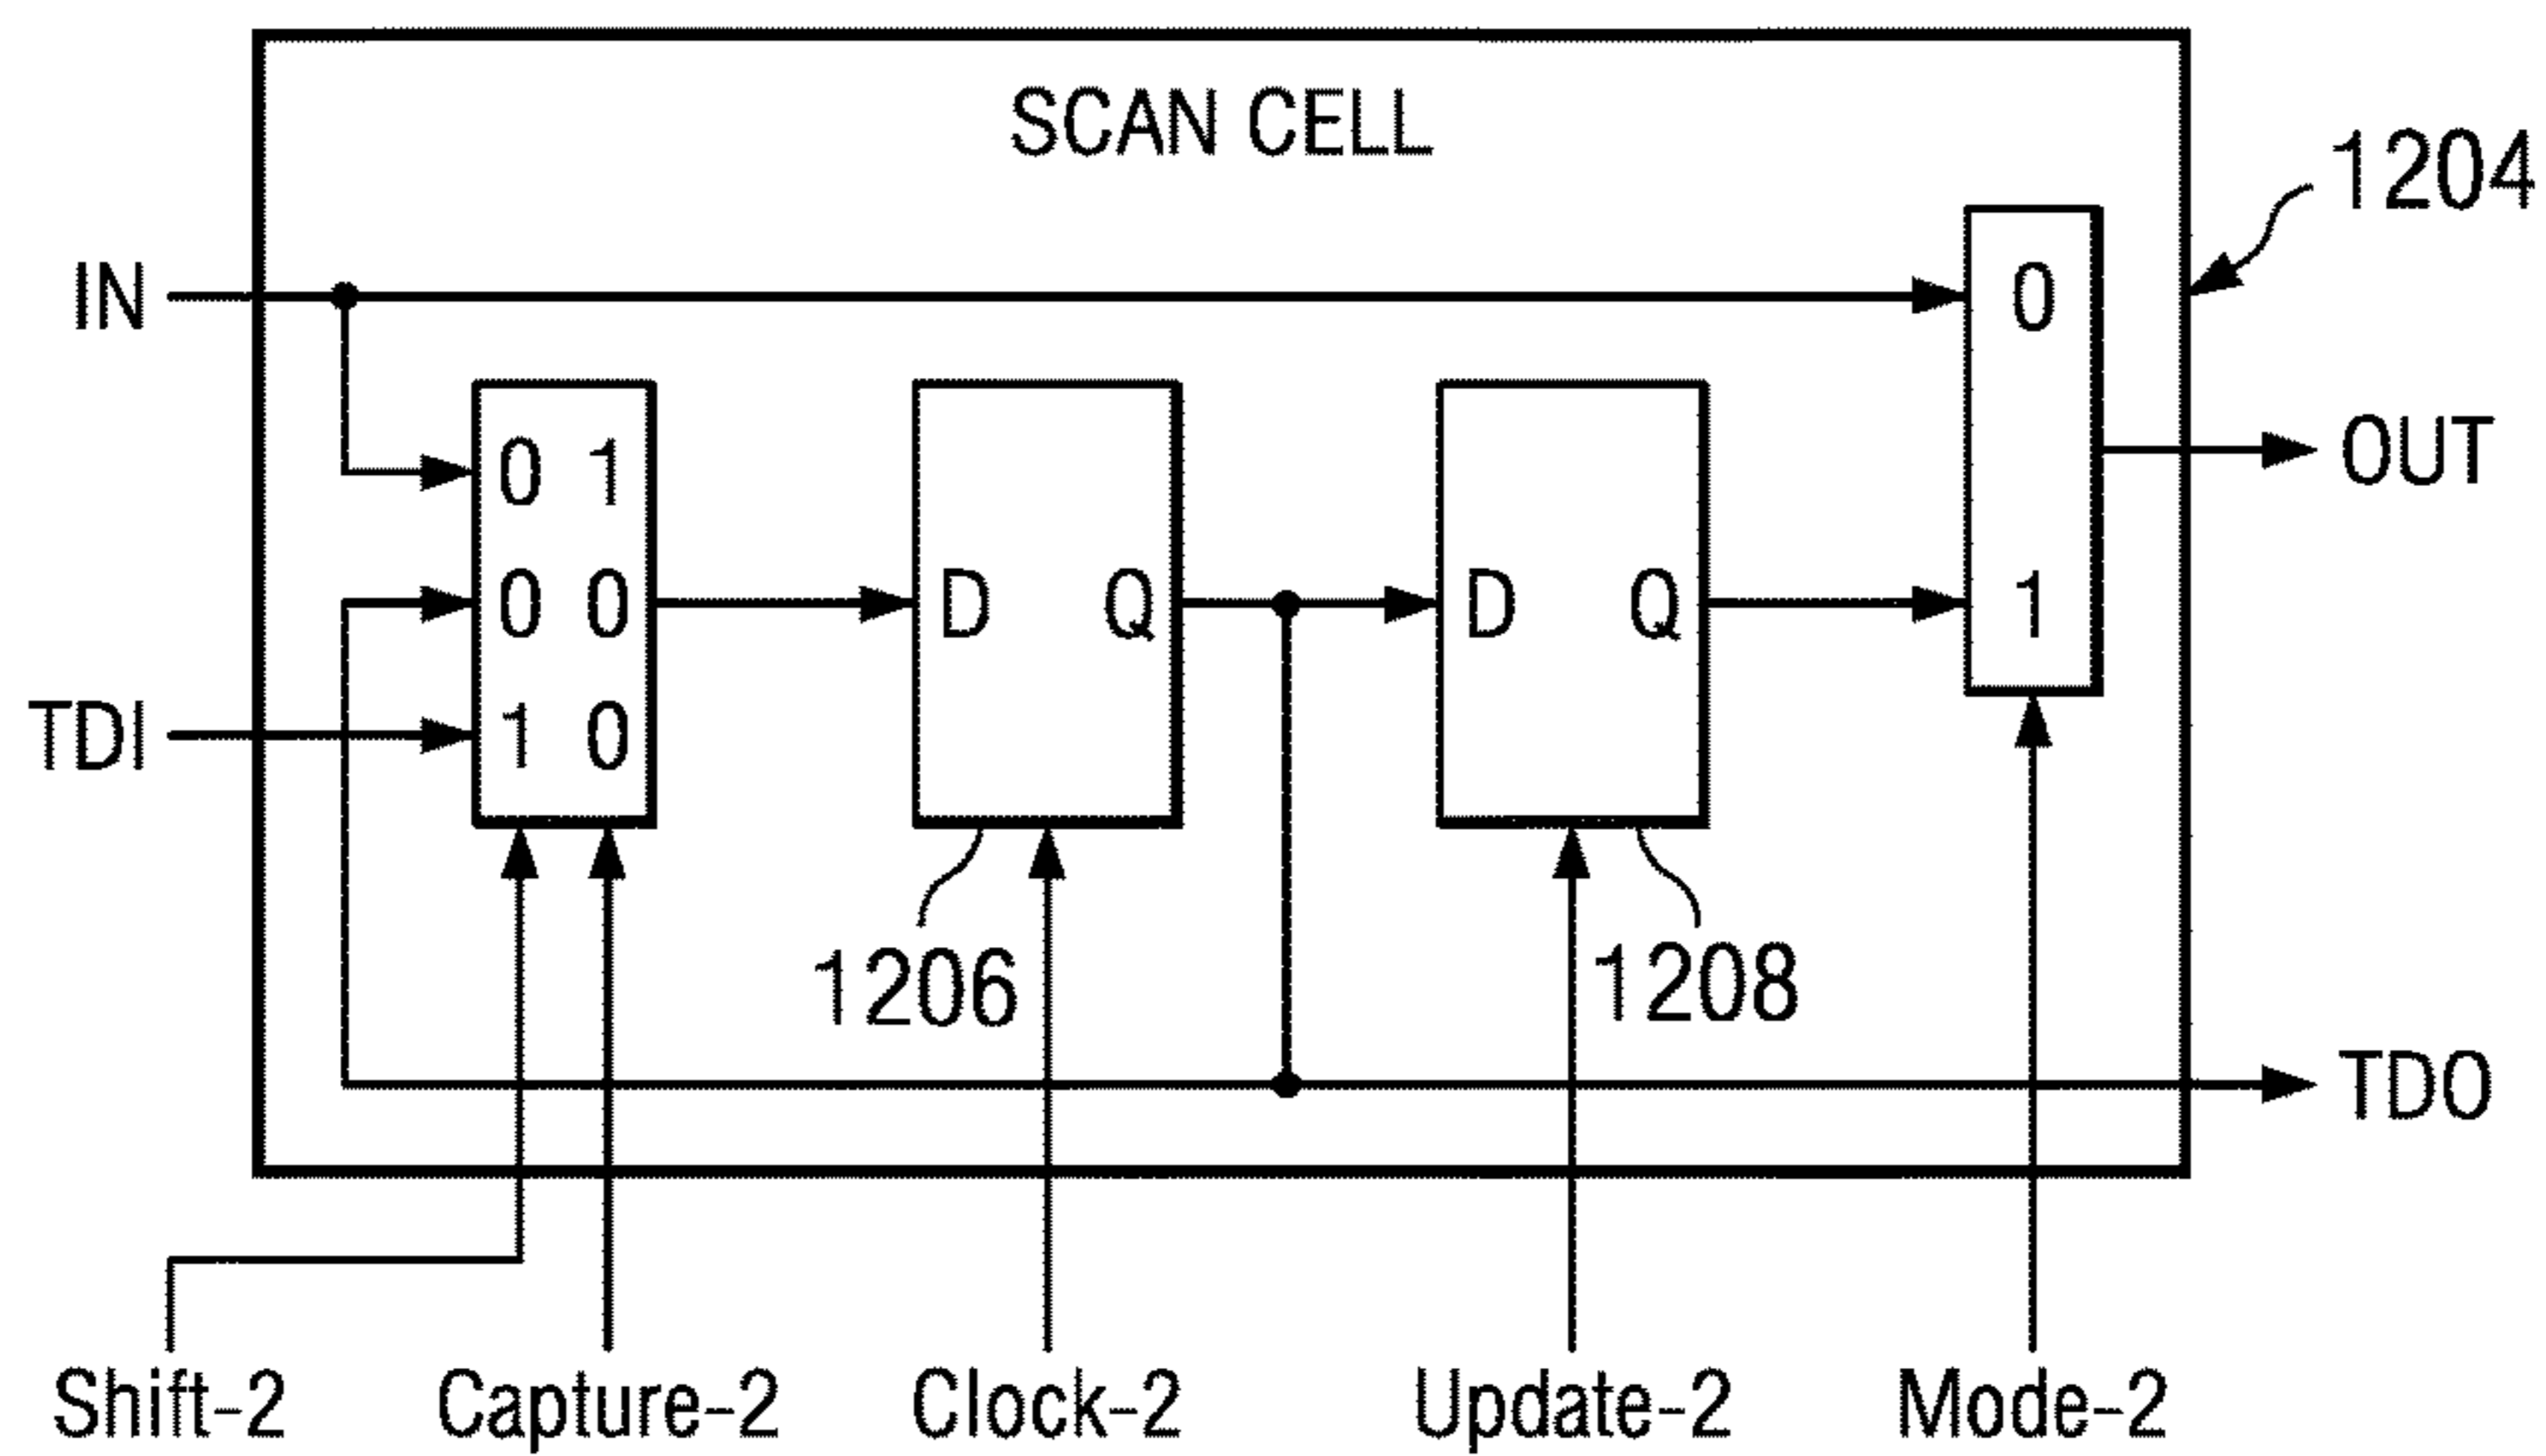 SCAN CELL
1204
IN
0
0 1
OUT
0 0
D Q
D Q
1
TDI
1 0
1206
1208
TDO
Shift-2
Capture-2
Clock-2
Update-2
Mode-2